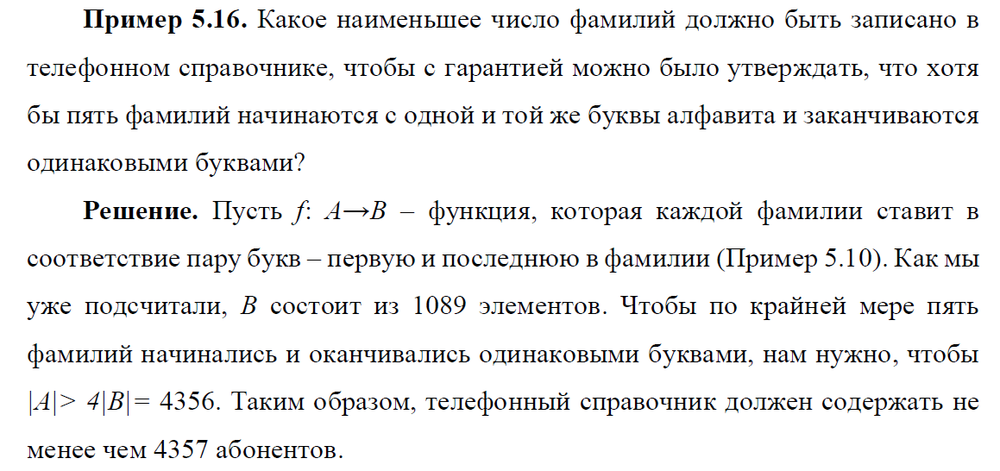 Пример 5.16. Какое наименьшее число фамилий должно быть записано в
телефонном справочнике, чтобы с гарантией можно было утверждать, что хотя
бы пять фамилий начинаются с одной и той же буквы алфавита и заканчиваются
одинаковыми буквами?
Решение. Пусть f: A→B – функция, которая каждой фамилии ставит в
соответствие пару букв – первую и последнюю в фамилии (Пример 5.10). Как мы
уже подсчитали, B состоит из 1089 элементов. Чтобы по крайней мере пять
фамилий начинались и оканчивались одинаковыми буквами, нам нужно, чтобы
|A|> 4|B|= 4356. Таким образом, телефонный справочник должен содержать не
менее чем 4357 абонентов.